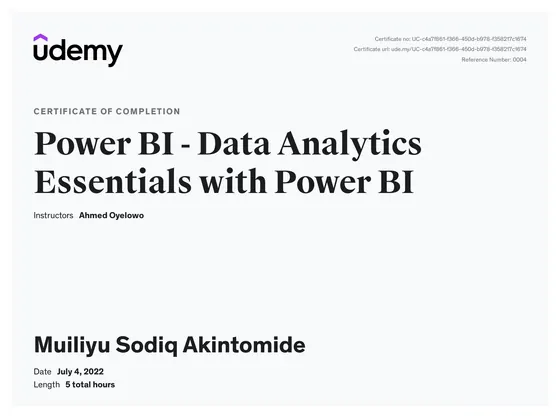 udemy
Certificate no: UC-c4a7f861-f366-450d-b978-f358217c1674
Certificate url: ude.my/UC-c4a7f861-f366-450d-b978-f358217c1674
Reference Number: 0004
CERTIFICATE OF COMPLETION
Power BI - Data Analytics
Essentials with Power BI
Instructors Ahmed Oyelowo
Muiliyu Sodiq Akintomide
Date July 4, 2022
Length 5 total hours